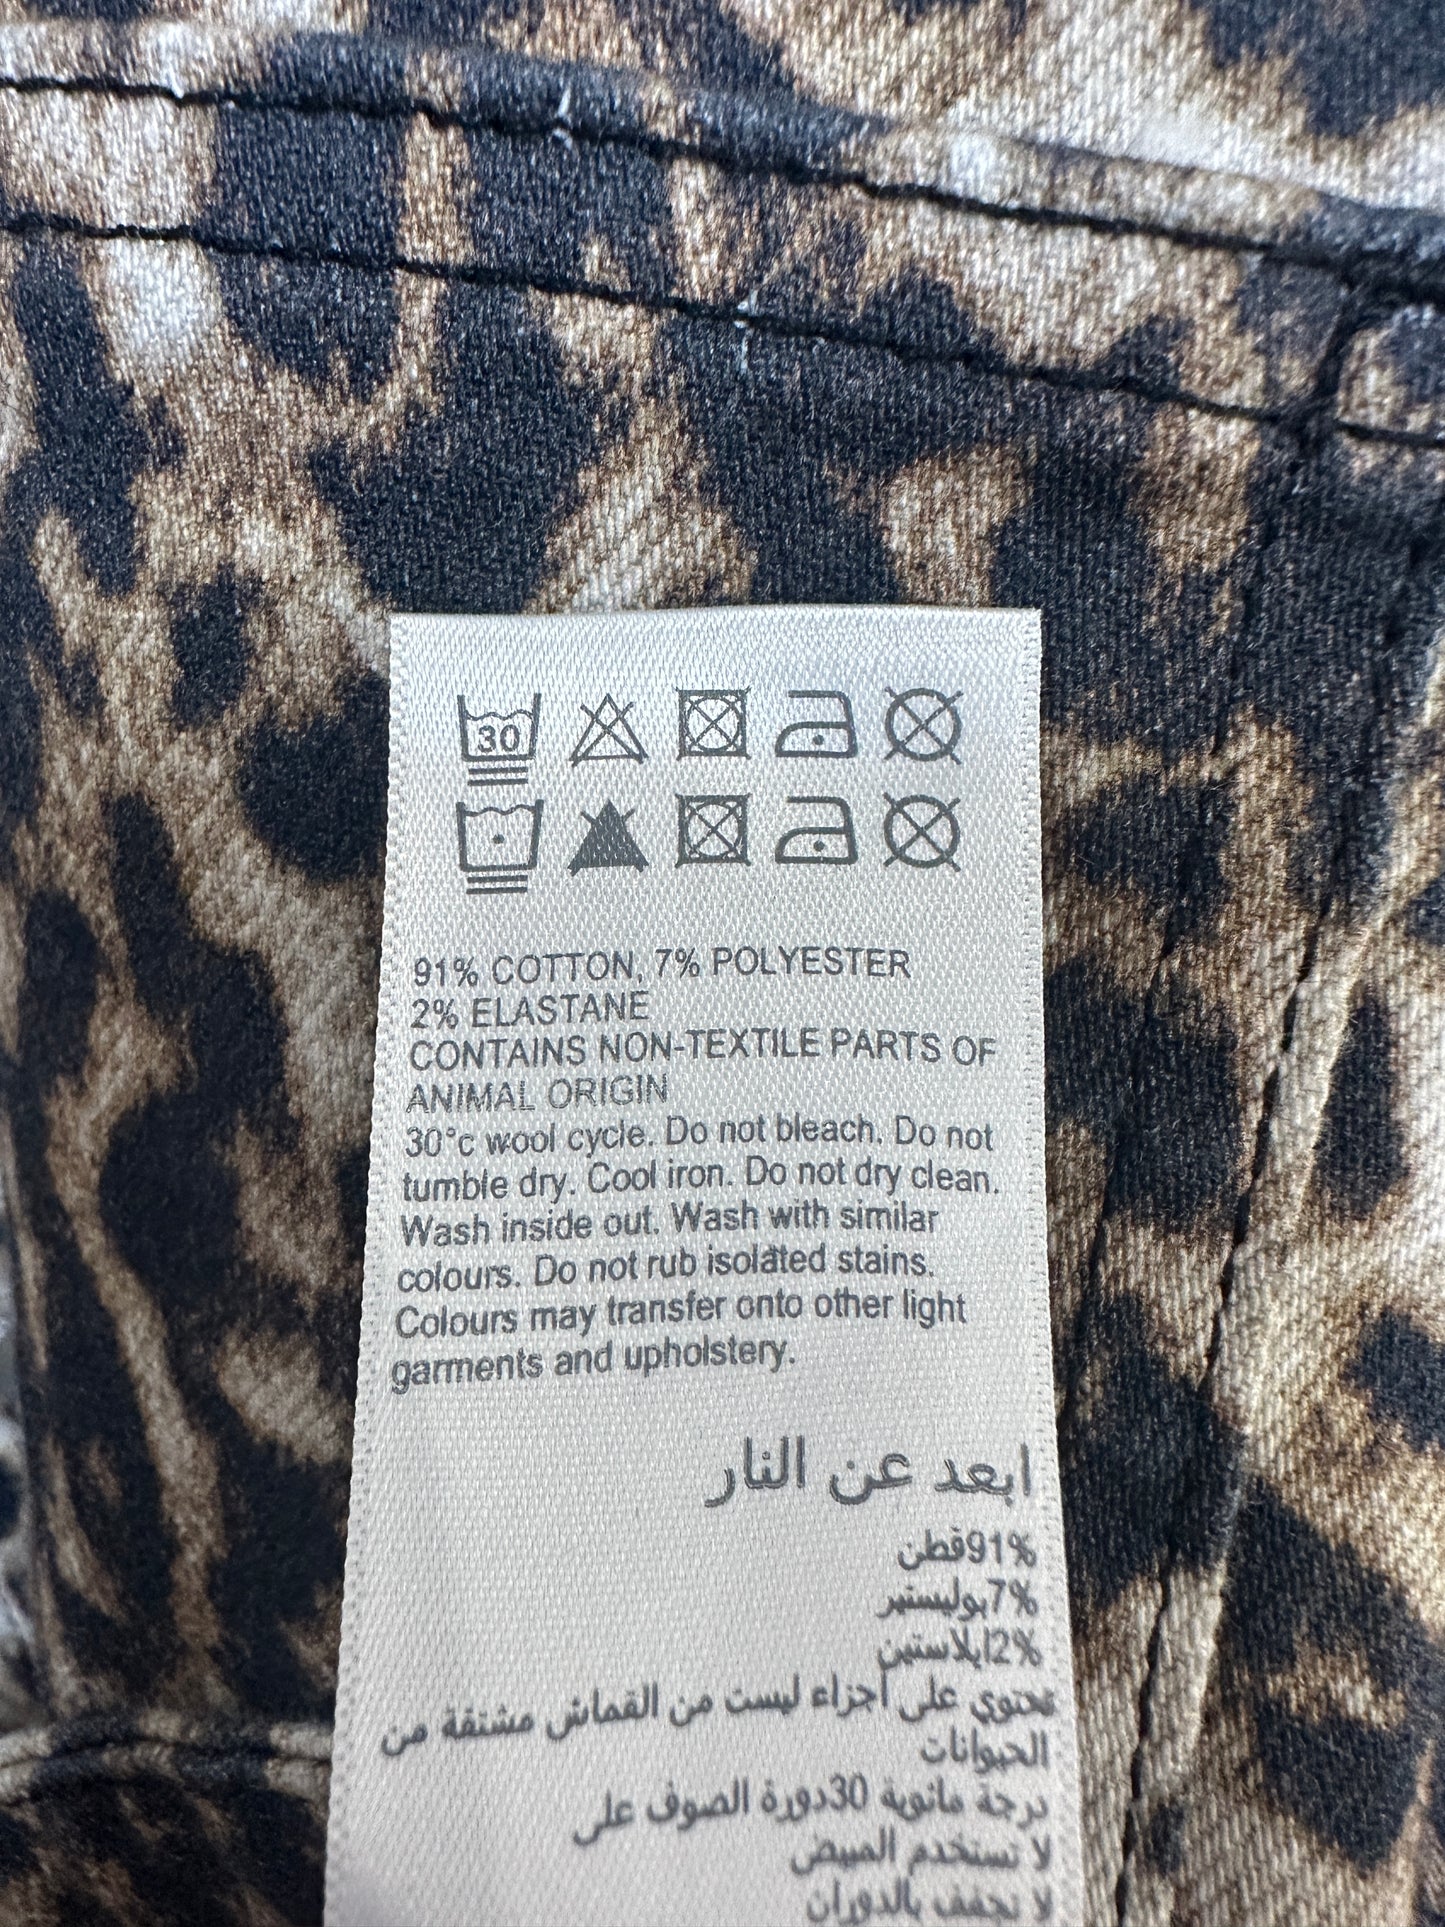 30
91% COTTON, 7% POLYESTER
2% ELASTANE
CONTAINS NON-TEXTILE PARTS OF
ANIMAL ORIGIN
30°c wool cycle. Do not bleach. Do not
tumble dry. Cool iron. Do not dry clean.
Wash inside out. Wash with similar
colours. Do not rub isolated stains.
Colours may transfer onto other light
garments and upholstery.
ابعد عن النار
91%قطن
7%بوليستير
2%ايلاستين
تحتوي على أجزاء ليست من القماش مشتقة من
الحيوانات
درجة مانوية 30دورة الصوف على
لا تستخدم المبيض
لا تجفف بالدوران